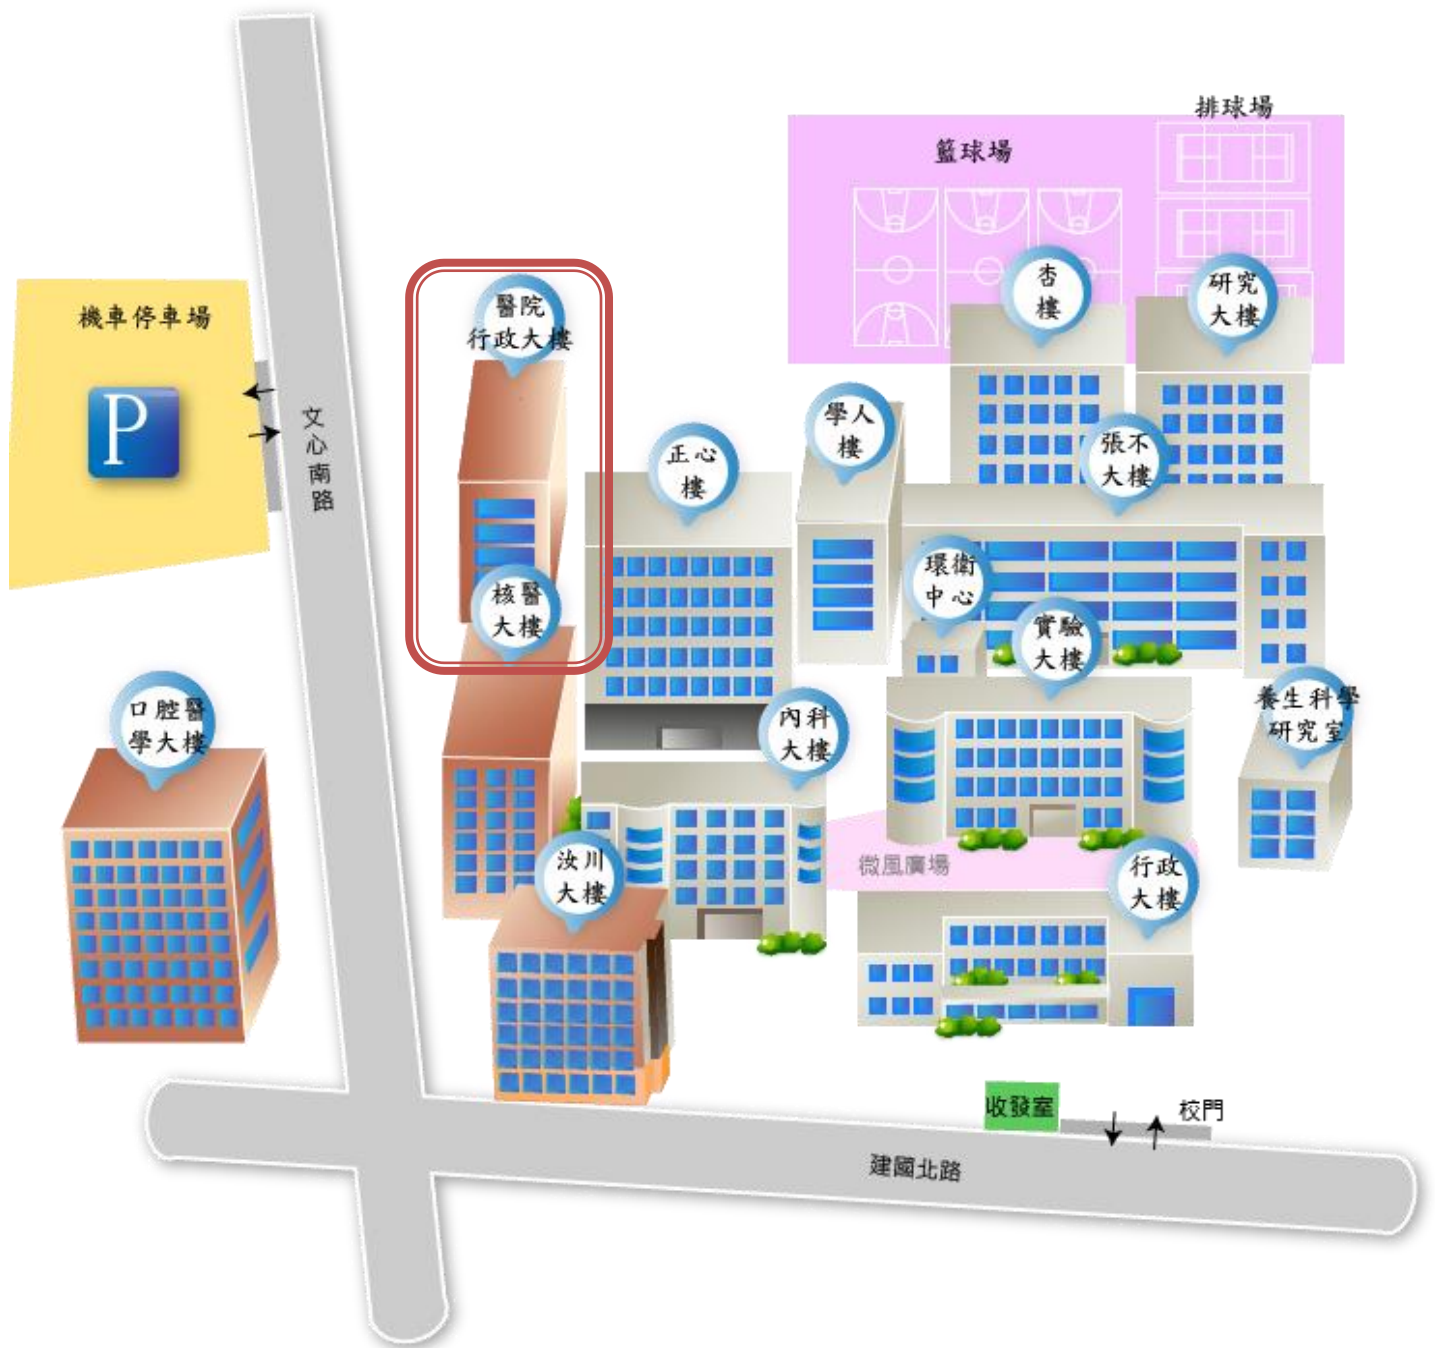 排球場
籃球場
杏
樓
研究
大樓
醫院
行政大樓
機車停車場
P
文心南路
學人
樓
正心
樓
張不
大樓
環衛
中心
核醫
大樓
實驗
大樓
口腔醫
學大樓
內科
大樓
養生科學
研究室
汝川
大樓
微風廣場
行政
大樓
收發室
校門
建國北路